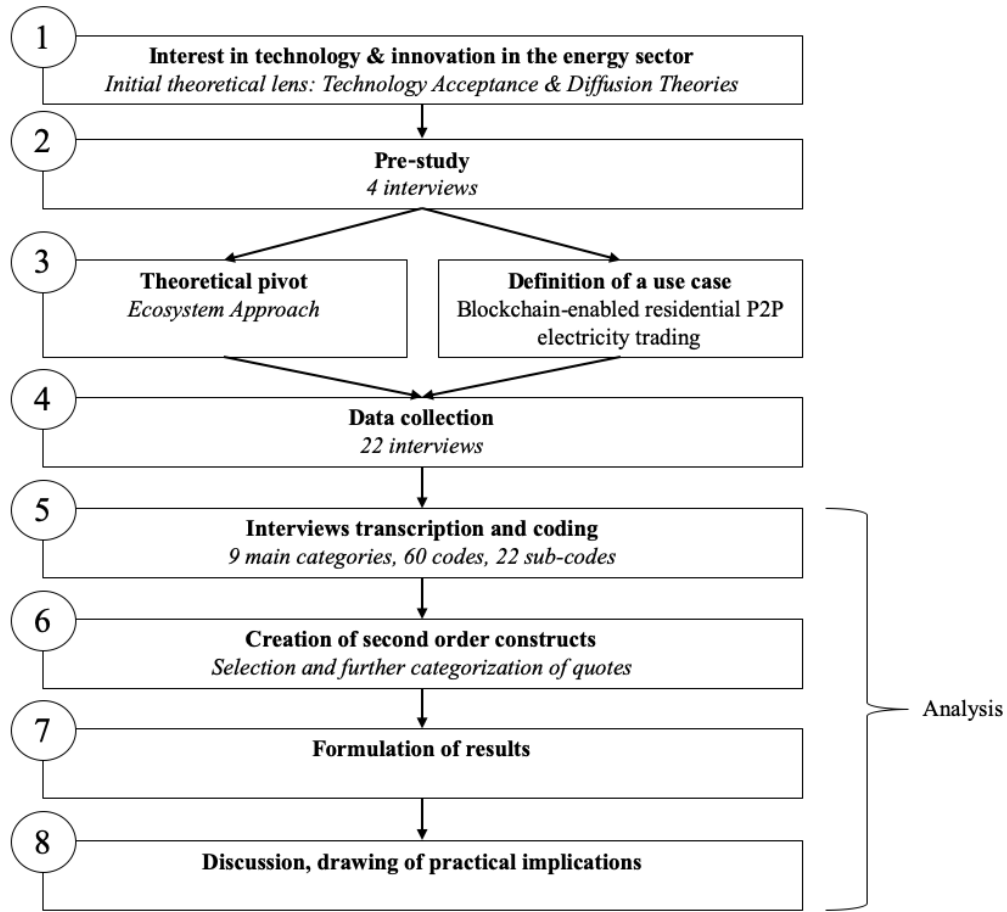 1
Interest in technology & innovation in the energy sector
Initial theoretical lens: Technology Acceptance & Diffusion Theories
2
Pre-study
4 interviews
3
Theoretical pivot
Ecosystem Approach
Definition of a use case
Blockchain-enabled residential P2P
electricity trading
4
Data collection
22 interviews
5
Interviews transcription and coding
9 main categories, 60 codes, 22 sub-codes
6
Creation of second order constructs
Selection and further categorization of quotes
7
Formulation of results
8
Discussion, drawing of practical implications
Analysis